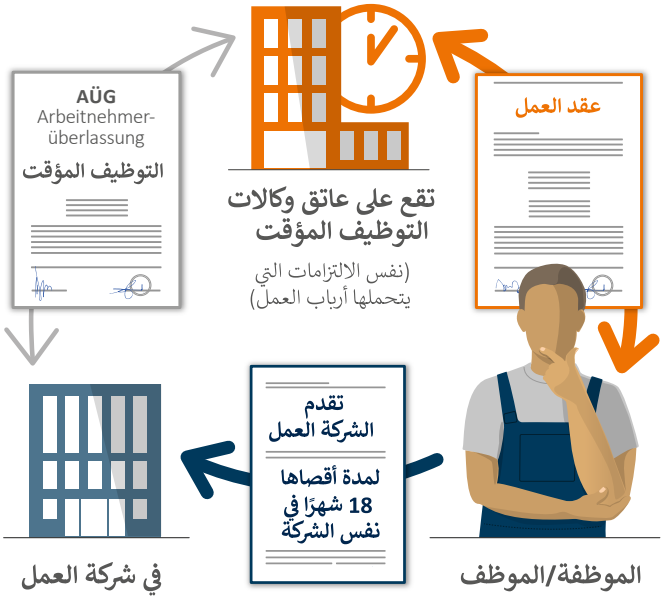 AÜG
Arbeitnehmer-
überlassung
التوظيف المؤقت
عقد العمل
تقع على عاتق وكالات
التوظيف المؤقت
(نفس الالتزامات التي
يتحملها أرباب العمل)
تقدم
الشركة العمل
لمدة أقصاها
18 شهرًا في
نفس الشركة
في شركة العمل
الموظفة/الموظف